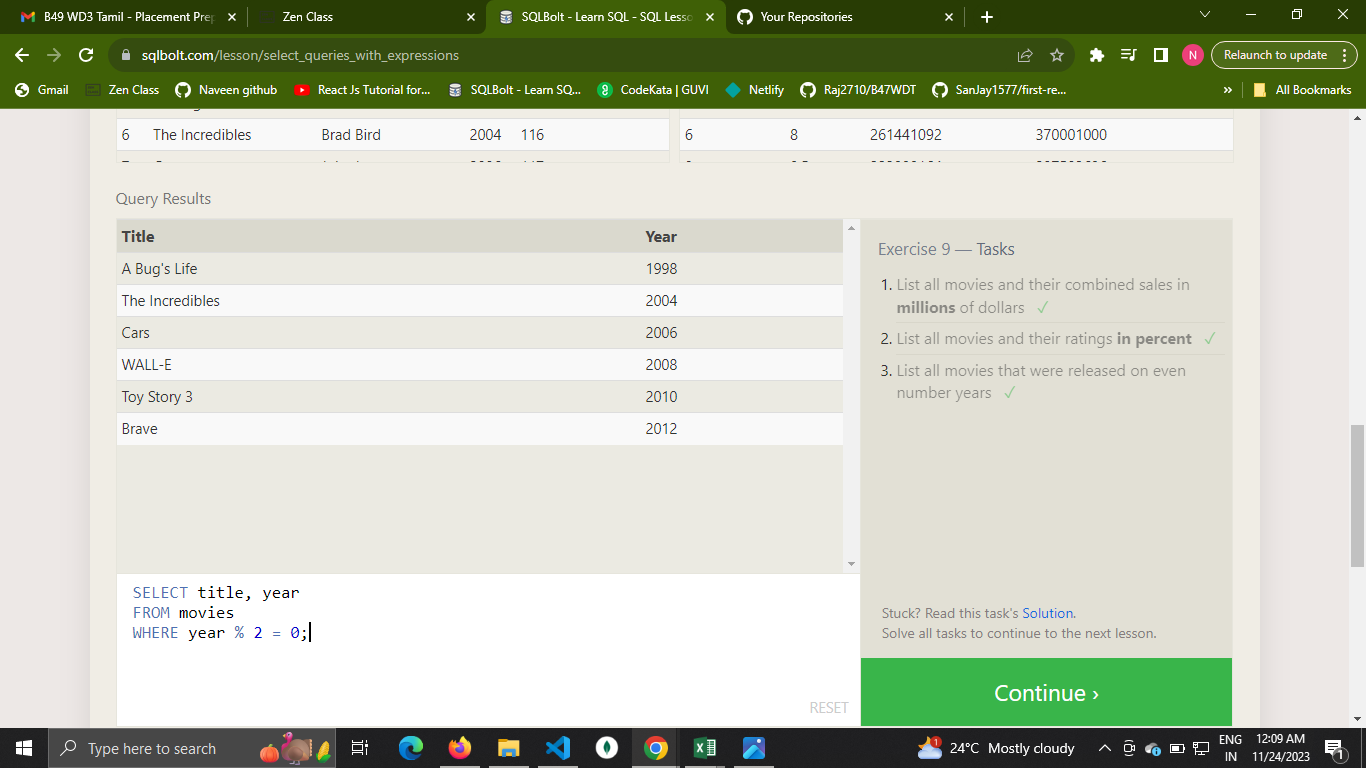 B49 WD3 Tamil - Placement Prep
Zen Class
SQLBolt - Learn SQL - SQL Lesso
Your Repositories
sqlbolt.com/lesson/select_queries_with_expressions
N
Relaunch to update
Gmail
Zen Class
Naveen github
React Js Tutorial for...
SQLBolt - Learn SQ...
CodeKata | GUVI
Netlify
Raj2710/B47WDT
SanJay1577/first-re...
»
All Bookmarks
6 The Incredibles Brad Bird 2004 116
6 8 261441092 370001000
Query Results
Title Year
A Bug's Life 1998
The Incredibles 2004
Cars 2006
WALL-E 2008
Toy Story 3 2010
Brave 2012
Exercise 9 — Tasks
1. List all movies and their combined sales in
millions of dollars ✓
2. List all movies and their ratings in percent ✓
3. List all movies that were released on even
number years ✓
SELECT title, year
FROM movies
WHERE year % 2 = 0;
RESET
Stuck? Read this task's Solution.
Solve all tasks to continue to the next lesson.
Continue ›
Type here to search
1
24°C Mostly cloudy
ENG
IN
12:09 AM
11/24/2023
1